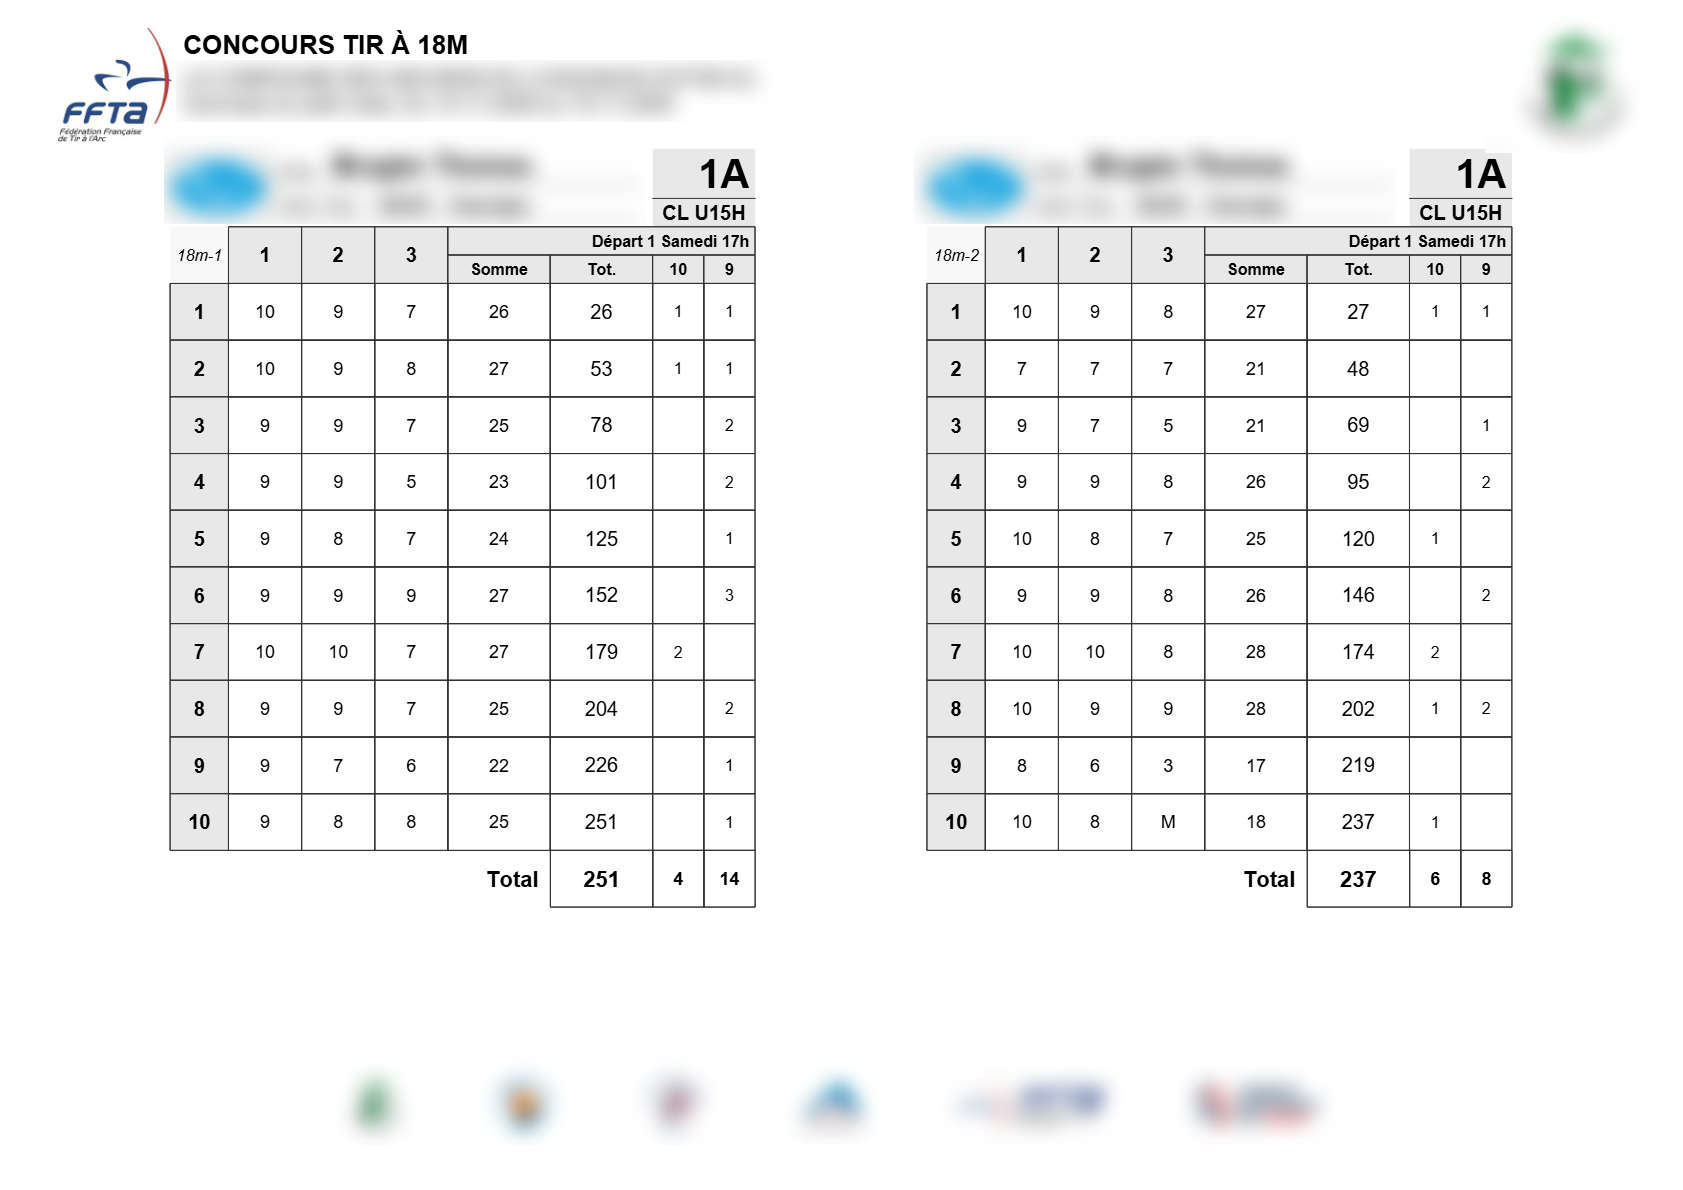 CONCOURS TIR À 18M
FFTa
Fédération Française
de Tir à l'Arc
1A
CL U15H
18m-1 1 2 3 Départ 1 Samedi 17h
Somme Tot. 10 9
1 10 9 7 26 26 1 1
2 10 9 8 27 53 1 1
3 9 9 7 25 78 2
4 9 9 5 23 101 2
5 9 8 7 24 125 1
6 9 9 9 27 152 3
7 10 10 7 27 179 2
8 9 9 7 25 204 2
9 9 7 6 22 226 1
10 9 8 8 25 251 1
Total 251 4 14
1A
CL U15H
18m-2 1 2 3 Départ 1 Samedi 17h
Somme Tot. 10 9
1 10 9 8 27 27 1 1
2 7 7 7 21 48
3 9 7 5 21 69 1
4 9 9 8 26 95 2
5 10 8 7 25 120 1
6 9 9 8 26 146 2
7 10 10 8 28 174 2
8 10 9 9 28 202 1 2
9 8 6 3 17 219
10 10 8 M 18 237 1
Total 237 6 8